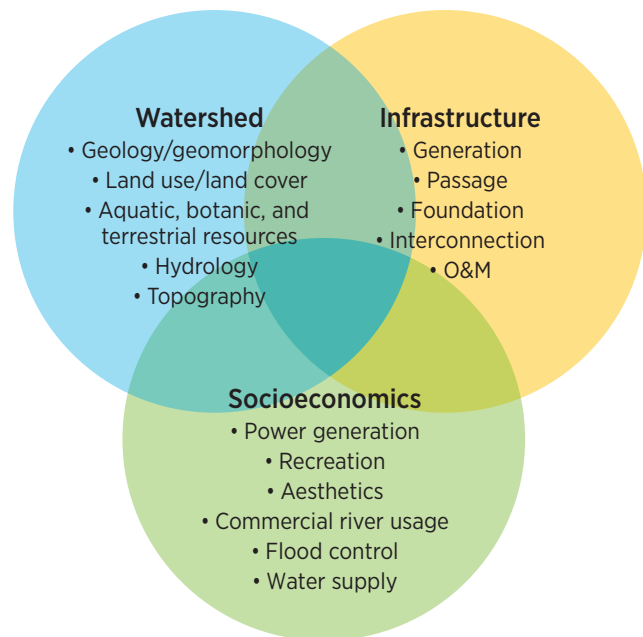 Watershed
• Geology/geomorphology
• Land use/land cover
• Aquatic, botanic, and
terrestrial resources
• Hydrology
• Topography
Infrastructure
• Generation
• Passage
• Foundation
• Interconnection
• O&M
Socioeconomics
• Power generation
• Recreation
• Aesthetics
• Commercial river usage
• Flood control
• Water supply